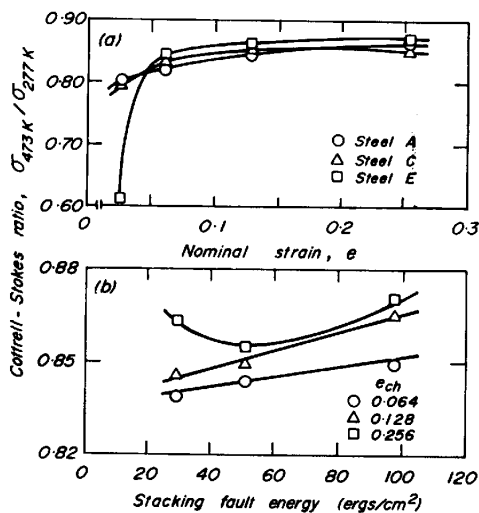 0·90
(a)
0·80
0·70
0·60
○ Steel A
△ Steel C
□ Steel E
0 0·1 0·2 0·3
Nominal strain, e
Cottrell-Stokes ratio, σ473 K / σ277 K
0·88
(b)
0·85
0·82
e_ch
○ 0·064
△ 0·128
□ 0·256
0 20 40 60 80 100 120
Stacking fault energy (ergs/cm²)